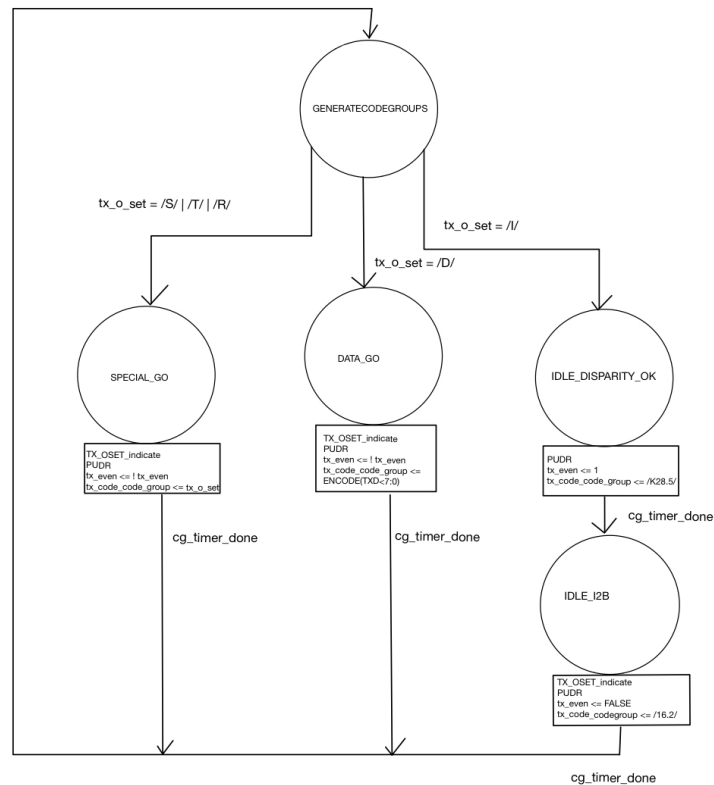 GENERATECODEGROUPS
tx_o_set = /S/ | /T/ | /R/
tx_o_set = /I/
tx_o_set = /D/
SPECIAL_GO
DATA_GO
IDLE_DISPARITY_OK
TX_OSET_indicate
PUDR
tx_even <= ! tx_even
tx_code_code_group <= tx_o_set
TX_OSET_indicate
PUDR
tx_even <= ! tx_even
tx_code_code_group <=
ENCODE(TXD<7:0)
PUDR
tx_even <= 1
tx_code_code_group <= /K28.5/
cg_timer_done
cg_timer_done
cg_timer_done
IDLE_I2B
TX_OSET_indicate
PUDR
tx_even <= FALSE
tx_code_codegroup <= /16.2/
cg_timer_done